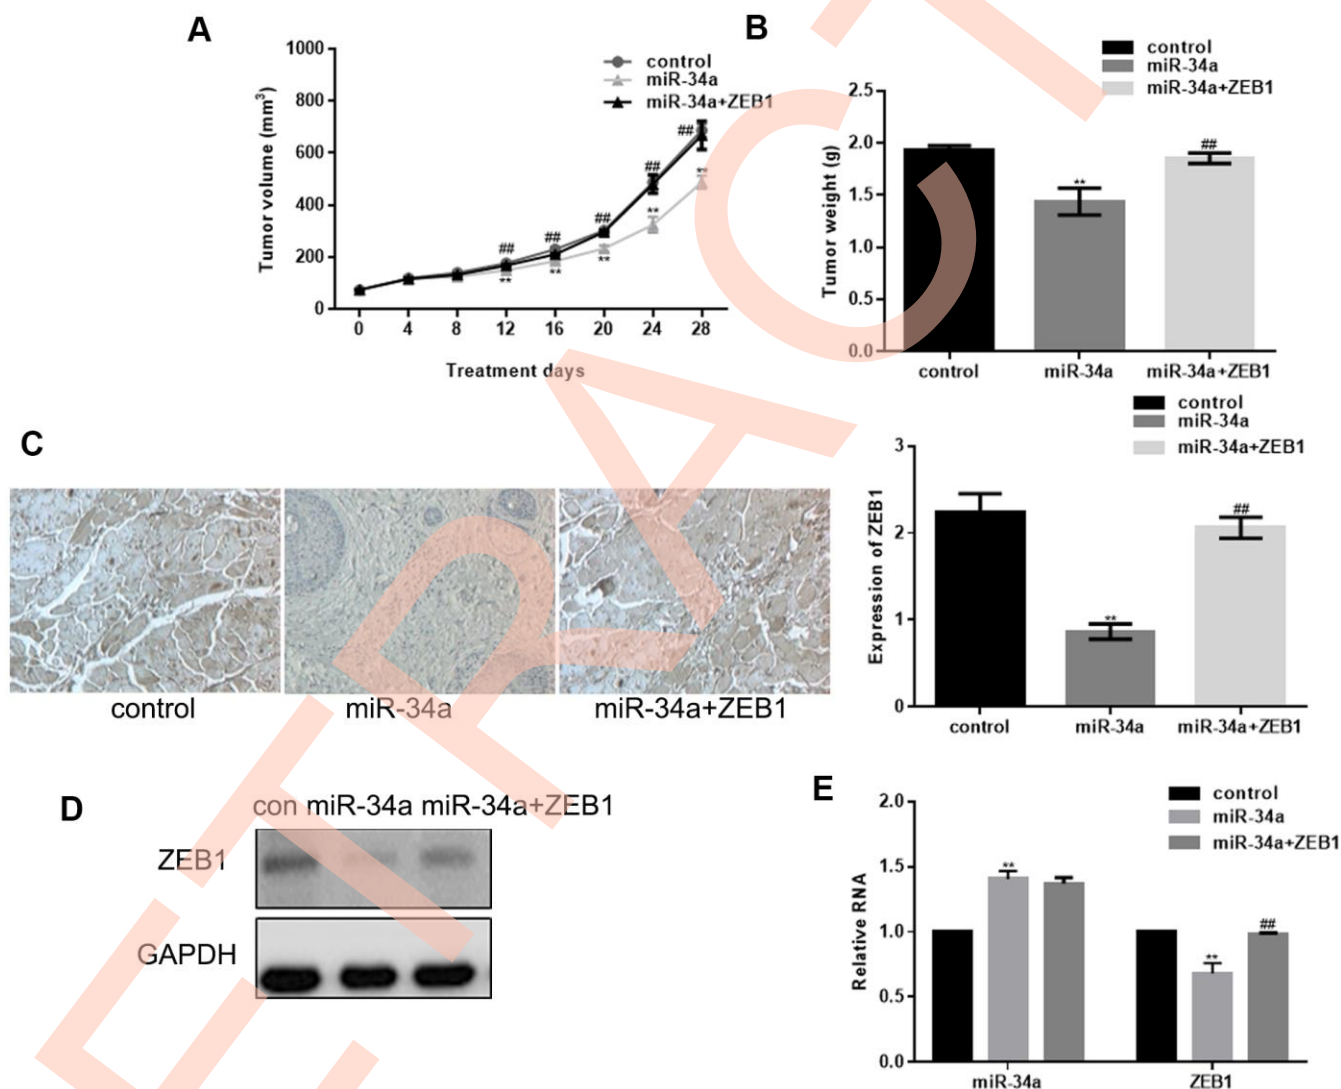 A
1000
800
600
400
200
0
Tumor volume (mm³)
control
miR-34a
miR-34a+ZEB1
##
##
##
##
##
**
**
**
**
**
0 4 8 12 16 20 24 28
Treatment days
B
control
miR-34a
miR-34a+ZEB1
2.5
2.0
1.5
1.0
0.5
0.0
Tumor weight (g)
**
##
control miR-34a miR-34a+ZEB1
C
control miR-34a miR-34a+ZEB1
control
miR-34a
miR-34a+ZEB1
3
2
1
0
Expression of ZEB1
**
##
control miR-34a miR-34a+ZEB1
D
con miR-34a miR-34a+ZEB1
ZEB1
GAPDH
E
control
miR-34a
miR-34a+ZEB1
2.0
1.5
1.0
0.5
0.0
Relative RNA
**
**
##
miR-34a ZEB1
ETRACT